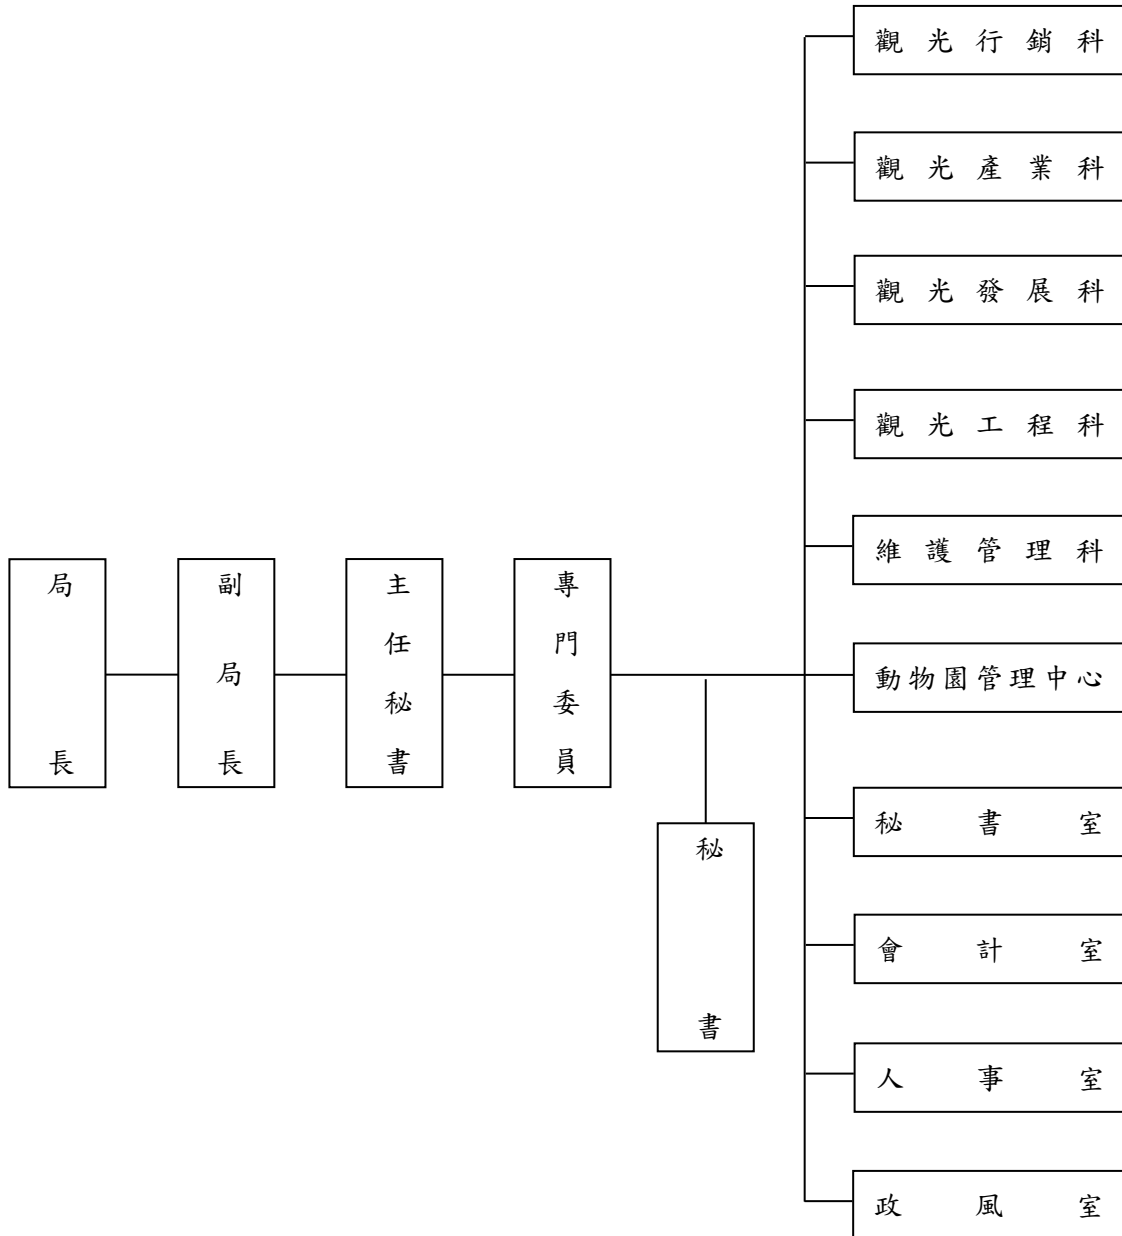 局長
副局長
主任秘書
專門委員
秘書
觀光行銷科
觀光產業科
觀光發展科
觀光工程科
維護管理科
動物園管理中心
秘書室
會計室
人事室
政風室